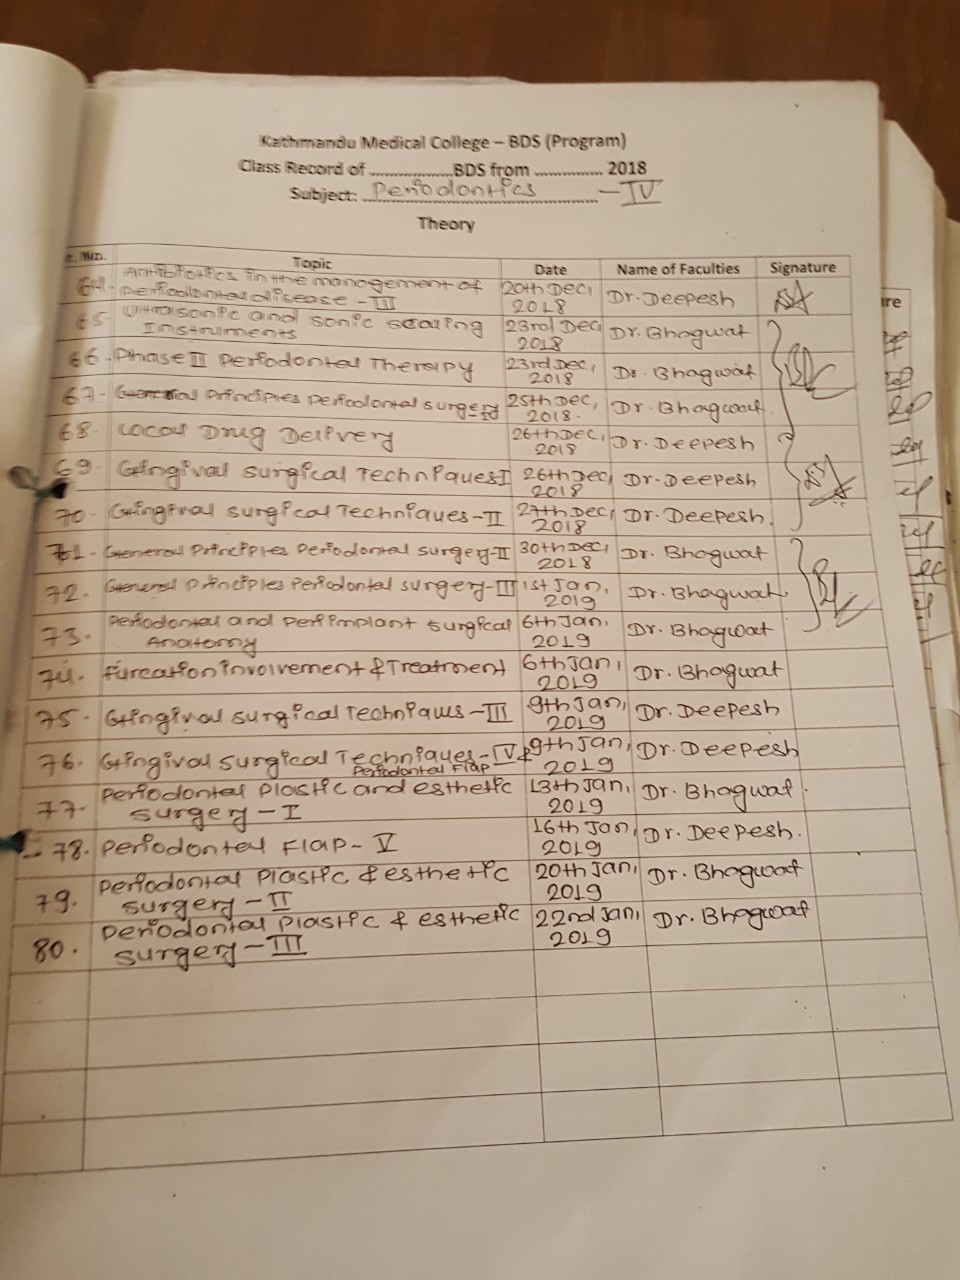 Kathmandu Medical College – BDS (Program)
Class Record of .................. BDS from ............... 2018
Subject: Periodontics - IV
Theory
Topic Date Name of Faculties Signature
64. Antibiotics in the management of 20th Dec,
periodontal disease - III 2018 Dr. Deepesh
65. Ultrasonic and sonic scaling 23rd Dec,
Instruments 2018 Dr. Bhagwat
66. Phase II Periodontal Therapy 23rd Dec, Dr. Bhagwat
2018
67- General Principles Periodontal surgery 25th Dec, Dr. Bhagwat.
2018.
68- Local Drug Delivery 26th Dec, Dr. Deepesh
2018
69. Gingival surgical Techniques I 26th Dec, Dr. Deepesh
2018
70. Gingival surgical Techniques - II 27th Dec, Dr. Deepesh.
2018
71. General Principles Periodontal surgery-II 30th Dec, Dr. Bhagwat
2018
72. General Principles Periodontal surgery-III 1st Jan, Dr. Bhagwat
2019
73. Periodontal and Periimplant surgical 6th Jan, Dr. Bhagwat
Anatomy 2019
74. Furcation involvement & Treatment 6th Jan, Dr. Bhagwat
2019
75. Gingival surgical Techniqus - III 9th Jan, Dr. Deepesh
2019
76. Gingival surgical Techniques - IV & 9th Jan, Dr. Deepesh
Periodontal Flap 2019
77- Periodontal Plastic and esthetic 13th Jan, Dr. Bhagwat.
surgery - I 2019
78. Periodontal Flap - V 16th Jan, Dr. Deepesh.
2019
79. Periodontal Plastic & esthetic 20th Jan, Dr. Bhagwat
surgery - II 2019
80. Periodontal Plastic & esthetic 22nd Jan, Dr. Bhagwat
surgery - III 2019